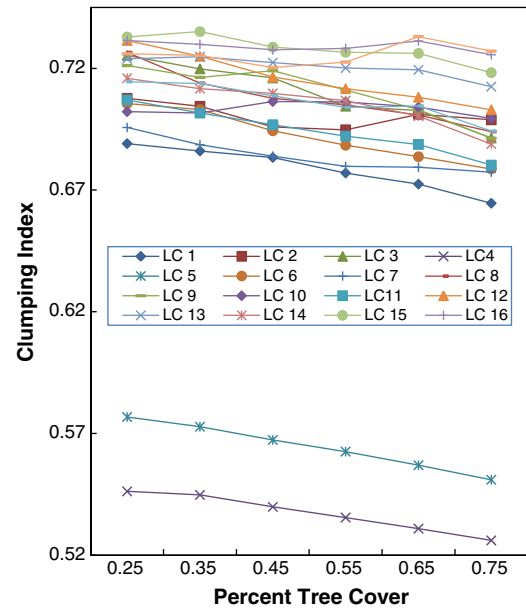 0.72
0.67
0.62
0.57
0.52
Clumping Index
LC 1 LC 2 LC 3 LC4
LC 5 LC 6 LC 7 LC 8
LC 9 LC 10 LC11 LC 12
LC 13 LC 14 LC 15 LC 16
0.25 0.35 0.45 0.55 0.65 0.75
Percent Tree Cover